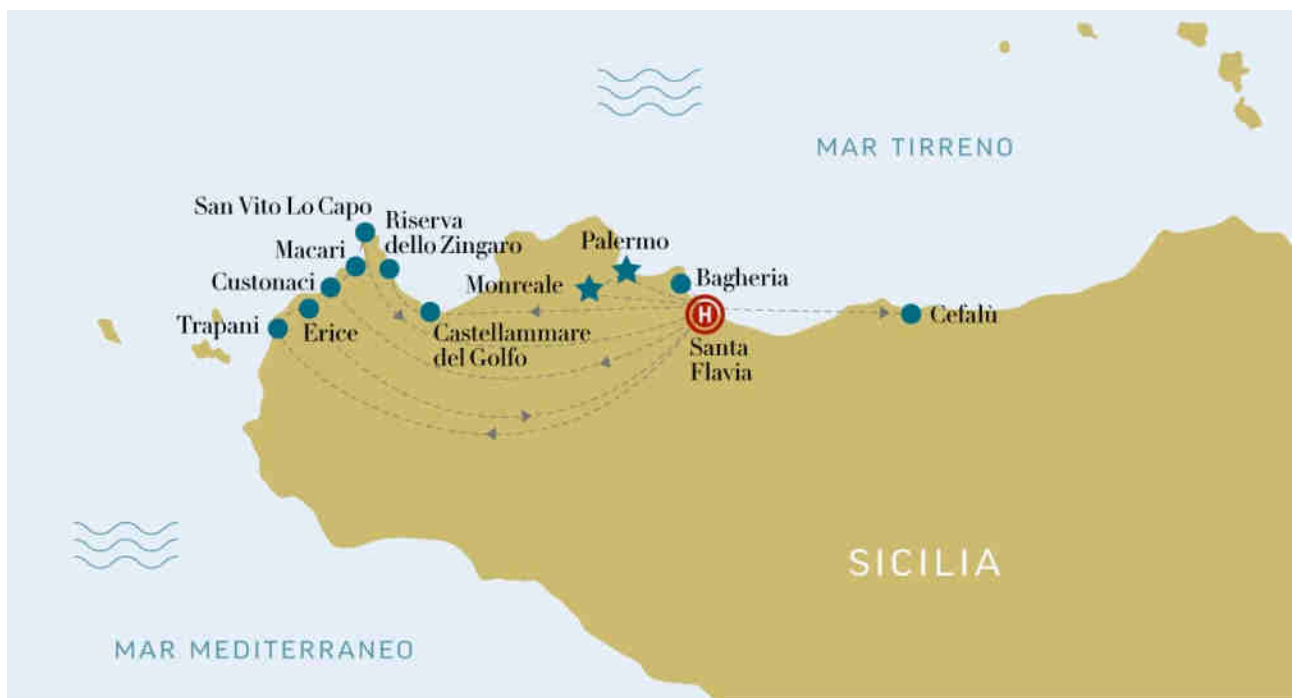 MAR TIRRENO
San Vito Lo Capo
Riserva
dello Zingaro
Palermo
Macari
Monreale
Bagheria
Custonaci
Trapani
Erice
Castellammare
del Golfo
H
Cefalù
Santa
Flavia
SICILIA
MAR MEDITERRANEO